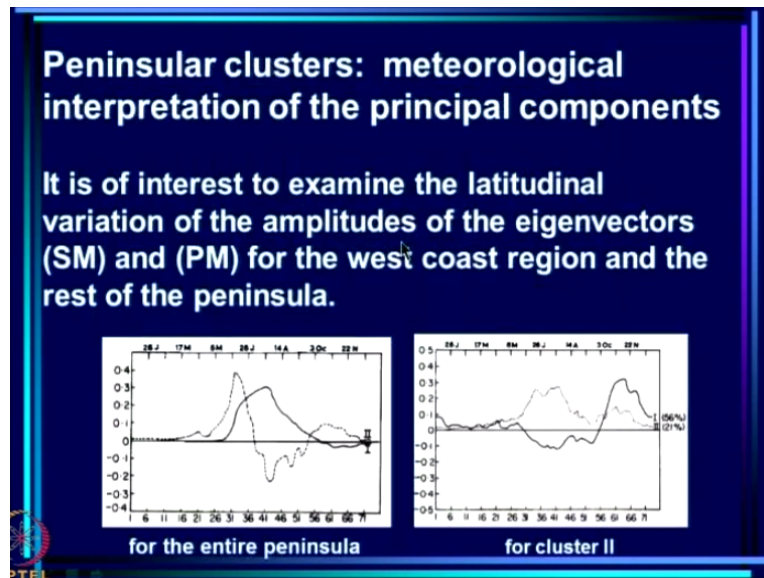 Peninsular clusters: meteorological
interpretation of the principal components
It is of interest to examine the latitudinal
variation of the amplitudes of the eigenvectors
(SM) and (PM) for the west coast region and the
rest of the peninsula.
26J 17M 6M 26J 14A 3Oc 22N
0·4
0·3
0·2
0·1
0
-0·1
-0·2
-0·3
-0·4
II
I
1 6 11 16 21 26 31 36 41 46 51 56 61 66 71
for the entire peninsula
26J 17M 6M 26J 14A 3Oc 22N
0·5
0·4
0·3
0·2
0·1
0
-0·1
-0·2
-0·3
-0·4
-0·5
I (56%)
II (21%)
6 11 16 21 26 31 36 41 46 51 56 61 66 71
for cluster II
PTEL